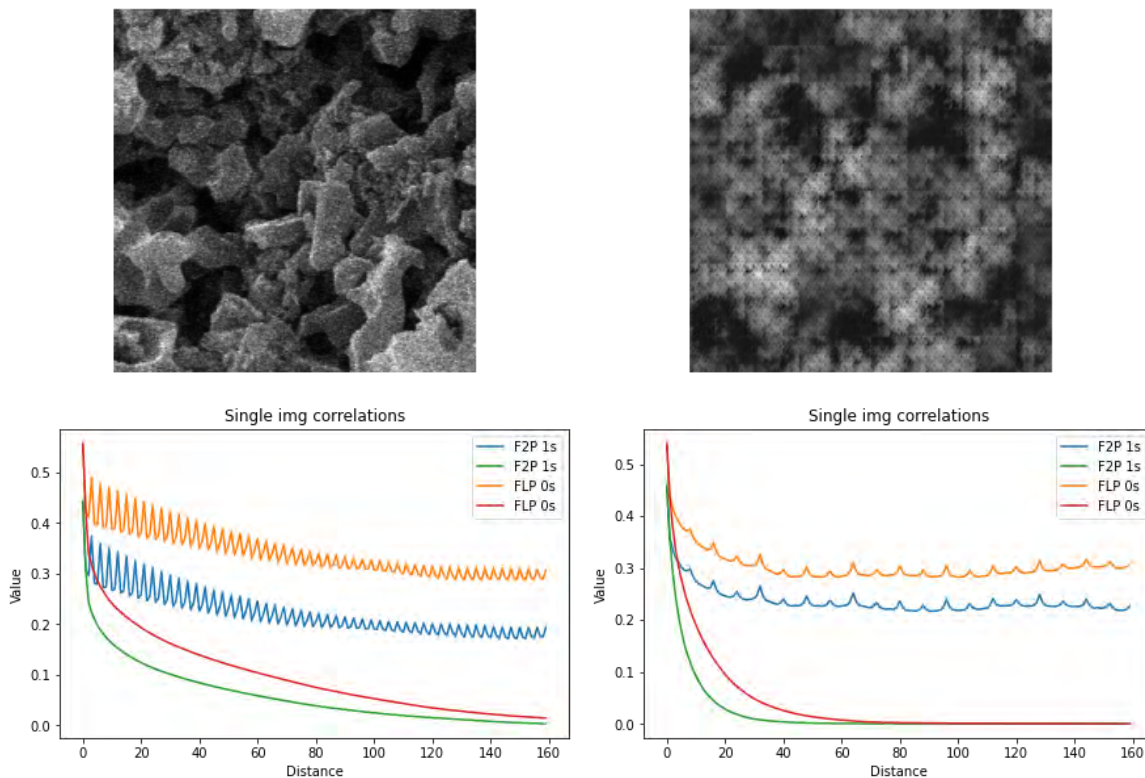 Single img correlations
Value
0.5
0.4
0.3
0.2
0.1
0.0
0 20 40 60 80 100 120 140 160
Distance
F2P 1s
F2P 1s
FLP 0s
FLP 0s
Single img correlations
Value
0.5
0.4
0.3
0.2
0.1
0.0
0 20 40 60 80 100 120 140 160
Distance
F2P 1s
F2P 1s
FLP 0s
FLP 0s